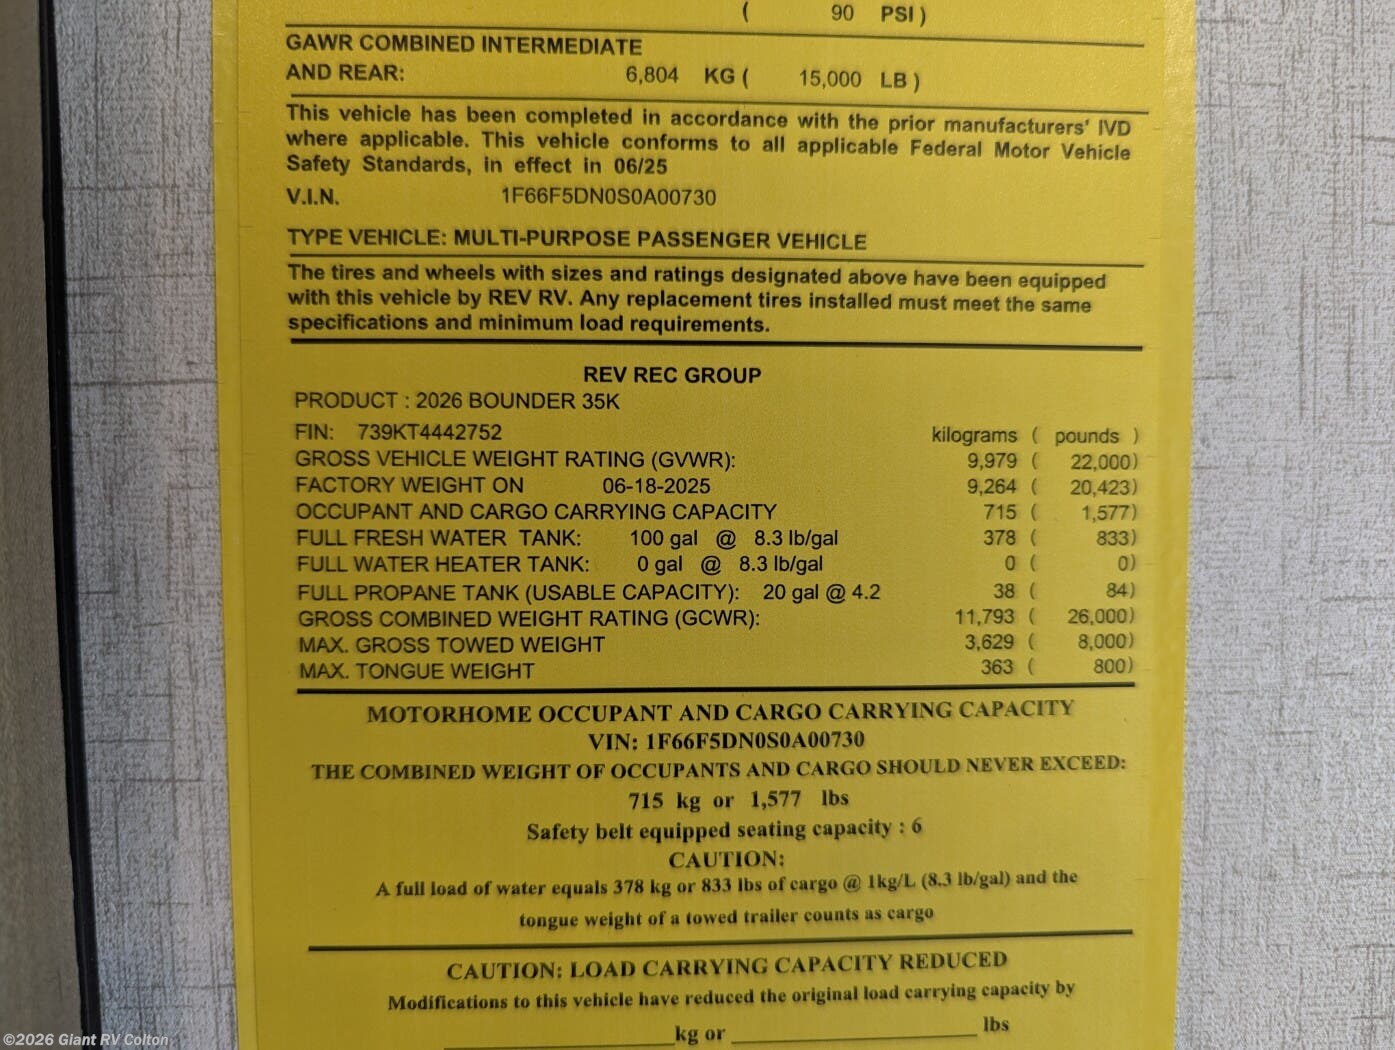 ( 90 PSI )
GAWR COMBINED INTERMEDIATE
AND REAR: 6,804 KG ( 15,000 LB )
This vehicle has been completed in accordance with the prior manufacturers' IVD
where applicable. This vehicle conforms to all applicable Federal Motor Vehicle
Safety Standards, in effect in 06/25
V.I.N. 1F66F5DN0S0A00730
TYPE VEHICLE: MULTI-PURPOSE PASSENGER VEHICLE
The tires and wheels with sizes and ratings designated above have been equipped
with this vehicle by REV RV. Any replacement tires installed must meet the same
specifications and minimum load requirements.
REV REC GROUP
PRODUCT : 2026 BOUNDER 35K
FIN: 739KT4442752 kilograms ( pounds )
GROSS VEHICLE WEIGHT RATING (GVWR): 9,979 ( 22,000)
FACTORY WEIGHT ON 06-18-2025 9,264 ( 20,423)
OCCUPANT AND CARGO CARRYING CAPACITY 715 ( 1,577)
FULL FRESH WATER TANK: 100 gal @ 8.3 lb/gal 378 ( 833)
FULL WATER HEATER TANK: 0 gal @ 8.3 lb/gal 0 ( 0)
FULL PROPANE TANK (USABLE CAPACITY): 20 gal @ 4.2 38 ( 84)
GROSS COMBINED WEIGHT RATING (GCWR): 11,793 ( 26,000)
MAX. GROSS TOWED WEIGHT 3,629 ( 8,000)
MAX. TONGUE WEIGHT 363 ( 800)
MOTORHOME OCCUPANT AND CARGO CARRYING CAPACITY
VIN: 1F66F5DN0S0A00730
THE COMBINED WEIGHT OF OCCUPANTS AND CARGO SHOULD NEVER EXCEED:
715 kg or 1,577 lbs
Safety belt equipped seating capacity : 6
CAUTION:
A full load of water equals 378 kg or 833 lbs of cargo @ 1kg/L (8.3 lb/gal) and the
tongue weight of a towed trailer counts as cargo
CAUTION: LOAD CARRYING CAPACITY REDUCED
Modifications to this vehicle have reduced the original load carrying capacity by
____________________kg or ______________________ lbs
©2026 Giant RV Colton